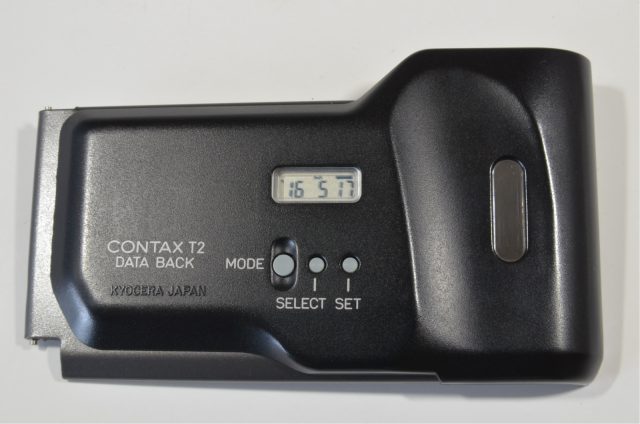 16 5 17
CONTAX T2
DATA BACK
MODE
SELECT SET
KYOCERA JAPAN